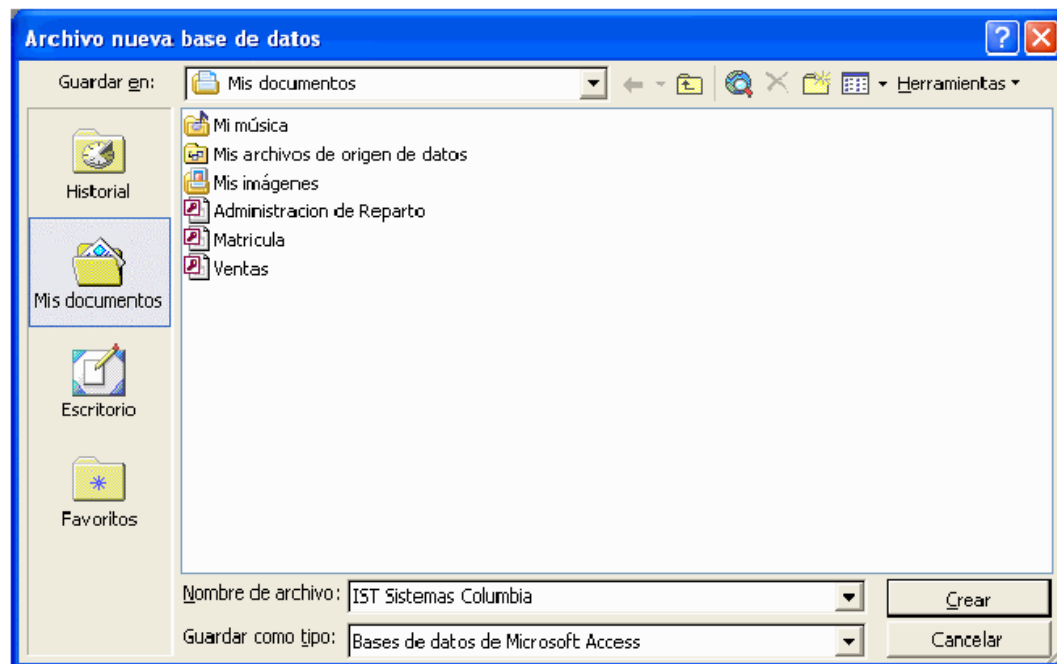 Archivo nueva base de datos
Guardar en: Mis documentos Herramientas
Mi música
Mis archivos de origen de datos
Mis imágenes
Administracion de Reparto
Matricula
Ventas
Historial
Mis documentos
Escritorio
Favoritos
Nombre de archivo: IST Sistemas Columbia Crear
Guardar como tipo: Bases de datos de Microsoft Access Cancelar